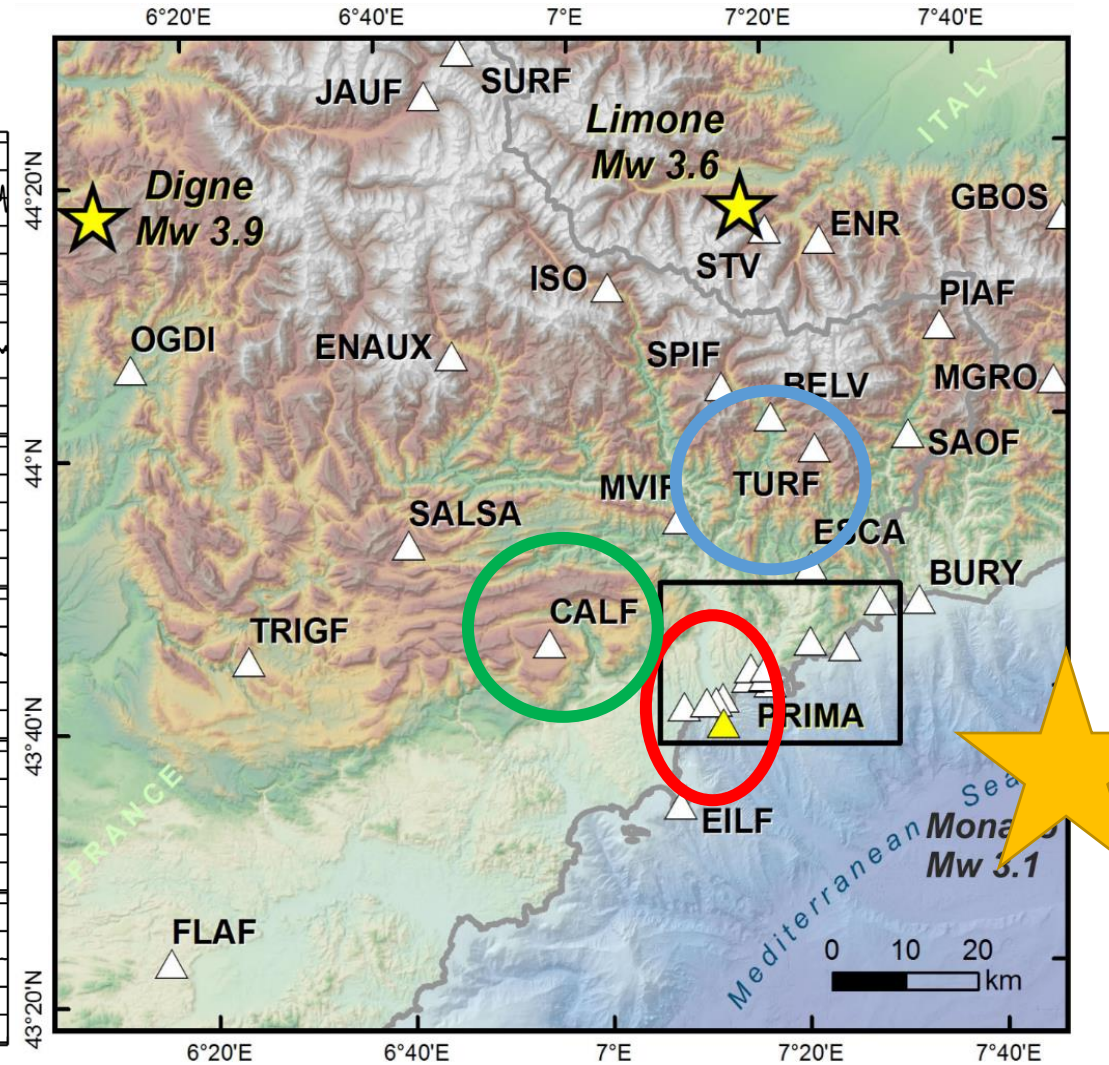 6°20'E 6°40'E 7°E 7°20'E 7°40'E
SURF
JAUF
Limone
Mw 3.6
ITALY
44°20'N
Digne
Mw 3.9
GBOS
ENR
STV
ISO
PIAF
OGDI
ENAUX
SPIF
BELV
MGRO
SAOF
44°N
MVIF
TURF
SALSA
ESCA
BURY
CALF
TRIGF
PRIMA
43°40'N
FRANCE
EILF
Mediterranean Sea
Mw 3.1
FLAF
0 10 20
km
43°20'N
6°20'E 6°40'E 7°E 7°20'E 7°40'E